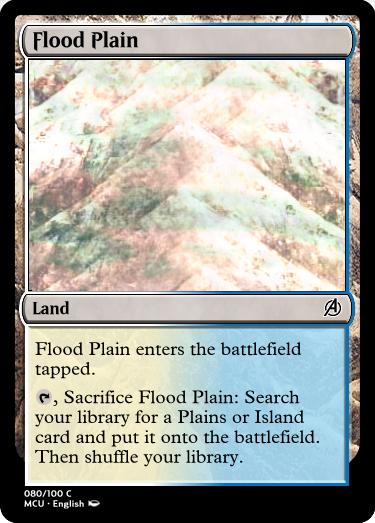 Flood Plain
Land
Flood Plain enters the battlefield
tapped.
, Sacrifice Flood Plain: Search
your library for a Plains or Island
card and put it onto the battlefield.
Then shuffle your library.
080/100 C
MCU • English